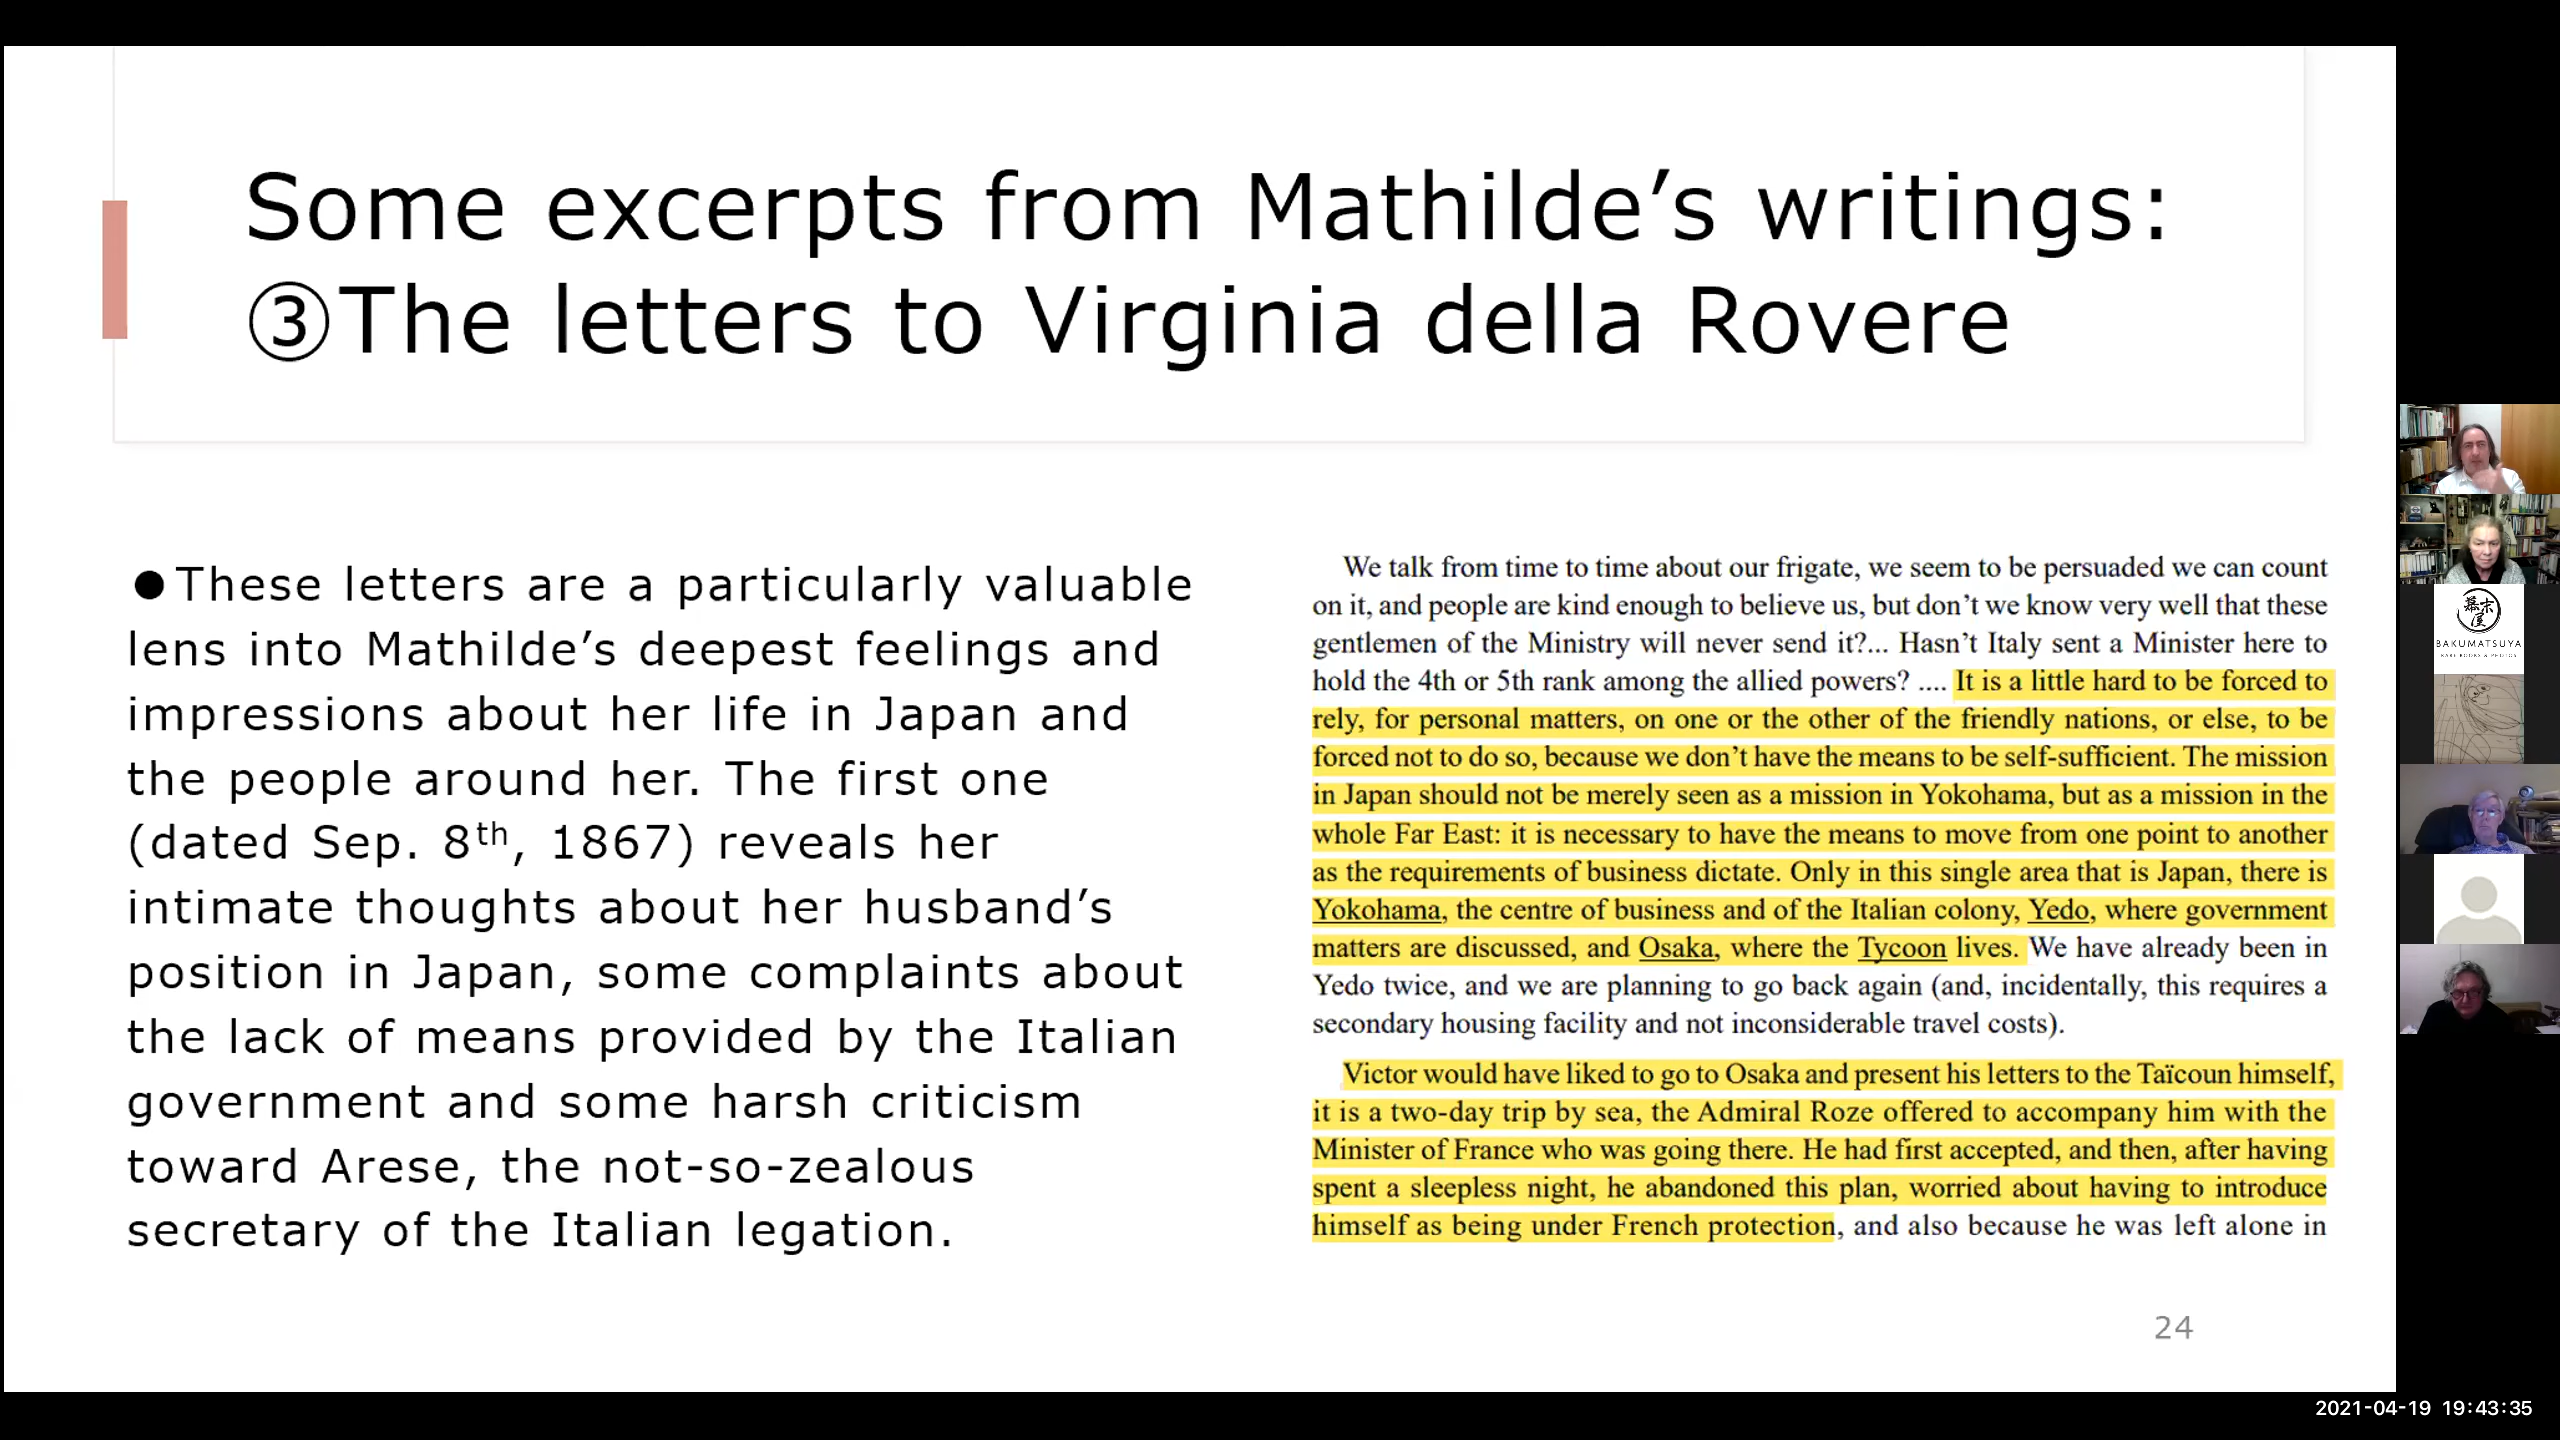 Some excerpts from Mathilde’s writings:
③The letters to Virginia della Rovere
●These letters are a particularly valuable
lens into Mathilde’s deepest feelings and
impressions about her life in Japan and
the people around her. The first one
(dated Sep. 8th, 1867) reveals her
intimate thoughts about her husband’s
position in Japan, some complaints about
the lack of means provided by the Italian
government and some harsh criticism
toward Arese, the not-so-zealous
secretary of the Italian legation.
We talk from time to time about our frigate, we seem to be persuaded we can count
on it, and people are kind enough to believe us, but don’t we know very well that these
gentlemen of the Ministry will never send it?... Hasn’t Italy sent a Minister here to
hold the 4th or 5th rank among the allied powers? .... It is a little hard to be forced to
rely, for personal matters, on one or the other of the friendly nations, or else, to be
forced not to do so, because we don’t have the means to be self-sufficient. The mission
in Japan should not be merely seen as a mission in Yokohama, but as a mission in the
whole Far East: it is necessary to have the means to move from one point to another
as the requirements of business dictate. Only in this single area that is Japan, there is
Yokohama, the centre of business and of the Italian colony, Yedo, where government
matters are discussed, and Osaka, where the Tycoon lives. We have already been in
Yedo twice, and we are planning to go back again (and, incidentally, this requires a
secondary housing facility and not inconsiderable travel costs).
Victor would have liked to go to Osaka and present his letters to the Taïcoun himself,
it is a two-day trip by sea, the Admiral Roze offered to accompany him with the
Minister of France who was going there. He had first accepted, and then, after having
spent a sleepless night, he abandoned this plan, worried about having to introduce
himself as being under French protection, and also because he was left alone in
24
幕末屋
BAKUMATSUYA
RARE BOOKS & PHOTOS
2021-04-19 19:43:35